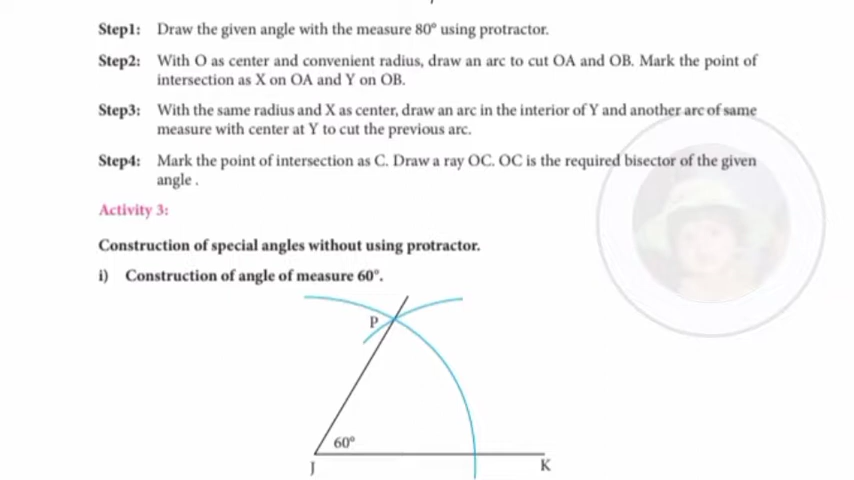 Step1: Draw the given angle with the measure 80° using protractor.
Step2: With O as center and convenient radius, draw an arc to cut OA and OB. Mark the point of
intersection as X on OA and Y on OB.
Step3: With the same radius and X as center, draw an arc in the interior of Y and another arc of same
measure with center at Y to cut the previous arc.
Step4: Mark the point of intersection as C. Draw a ray OC. OC is the required bisector of the given
angle .
Activity 3:
Construction of special angles without using protractor.
i) Construction of angle of measure 60°.
P
60°
J K